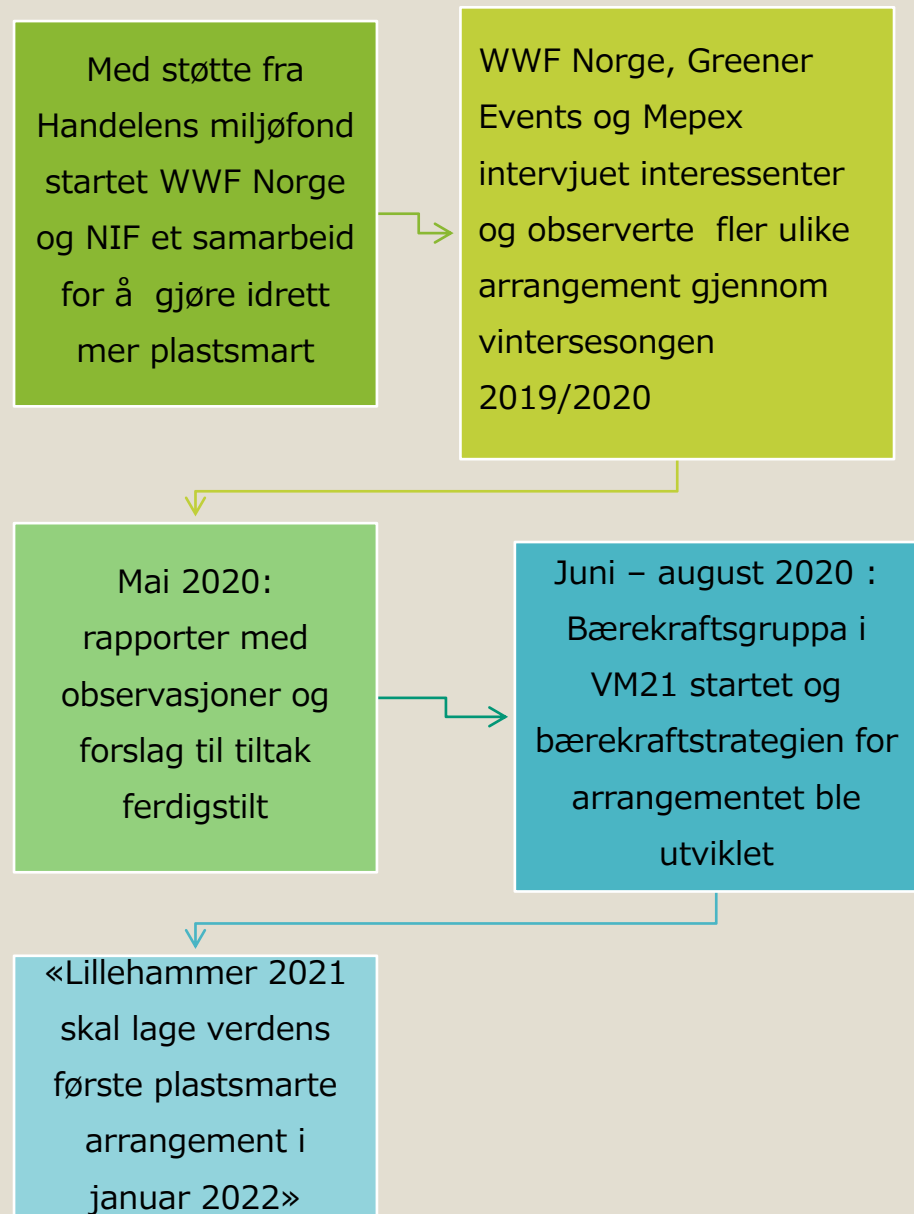 Med støtte fra
Handelens miljøfond
startet WWF Norge
og NIF et samarbeid
for å  gjøre idrett
mer plastsmart
WWF Norge, Greener
Events og Mepex
intervjuet interessenter
og observerte  fler ulike
arrangement gjennom
vintersesongen
2019/2020
Mai 2020:
rapporter med
observasjoner og
forslag til tiltak
ferdigstilt
Juni – august 2020 :
Bærekraftsgruppa i
VM21 startet og
bærekraftstrategien for
arrangementet ble
utviklet
«Lillehammer 2021
skal lage verdens
første plastsmarte
arrangement i
januar 2022»